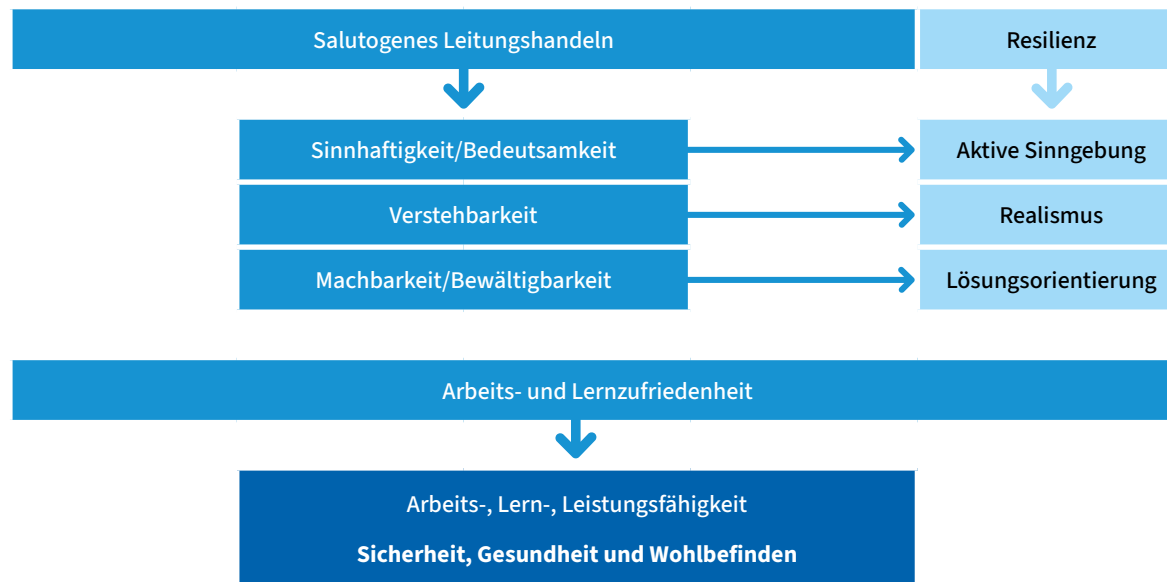 Salutogenes Leitungshandeln
Resilienz
Sinnhaftigkeit/Bedeutsamkeit
Aktive Sinngebung
Verstehbarkeit
Realismus
Machbarkeit/Bewältigbarkeit
Lösungsorientierung
Arbeits- und Lernzufriedenheit
Arbeits-, Lern-, Leistungsfähigkeit
Sicherheit, Gesundheit und Wohlbefinden